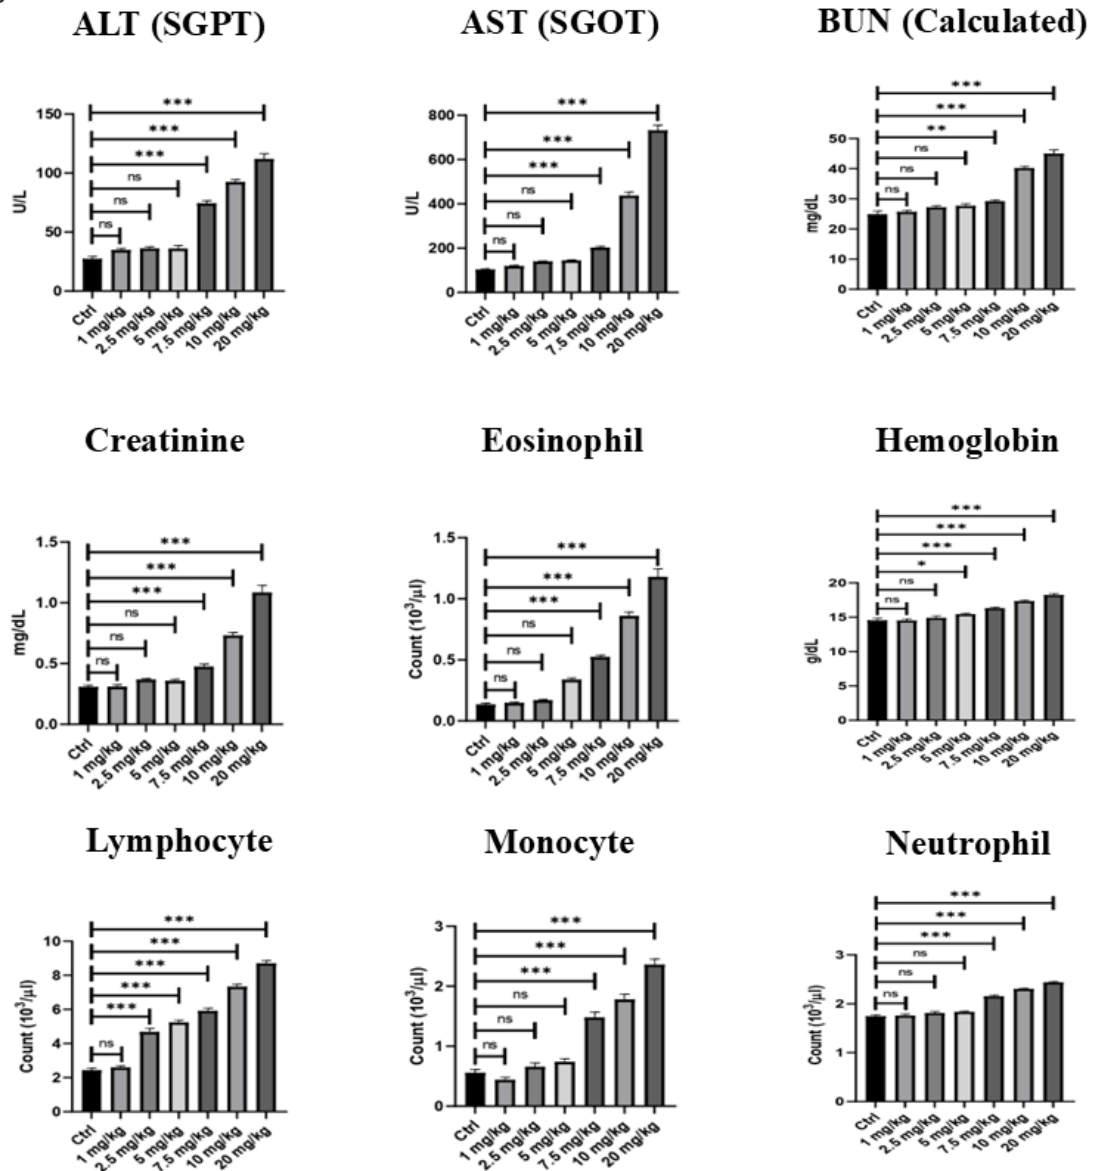 ALT (SGPT)
AST (SGOT)
BUN (Calculated)
***
***
***
ns
ns
ns
150
100
50
0
U/L
Ctrl
1 mg/kg
2.5 mg/kg
5 mg/kg
7.5 mg/kg
10 mg/kg
20 mg/kg
***
***
***
ns
ns
ns
800
600
400
200
0
U/L
Ctrl
1 mg/kg
2.5 mg/kg
5 mg/kg
7.5 mg/kg
10 mg/kg
20 mg/kg
***
***
**
ns
ns
ns
50
40
30
20
10
0
mg/dL
Ctrl
1 mg/kg
2.5 mg/kg
5 mg/kg
7.5 mg/kg
10 mg/kg
20 mg/kg
Creatinine
Eosinophil
Hemoglobin
***
***
***
ns
ns
ns
1.5
1.0
0.5
0.0
mg/dL
Ctrl
1 mg/kg
2.5 mg/kg
5 mg/kg
7.5 mg/kg
10 mg/kg
20 mg/kg
***
***
***
ns
ns
ns
1.5
1.0
0.5
0.0
Count (10³/µl)
Ctrl
1 mg/kg
2.5 mg/kg
5 mg/kg
7.5 mg/kg
10 mg/kg
20 mg/kg
***
***
***
*
ns
ns
20
15
10
5
0
g/dL
Ctrl
1 mg/kg
2.5 mg/kg
5 mg/kg
7.5 mg/kg
10 mg/kg
20 mg/kg
Lymphocyte
Monocyte
Neutrophil
***
***
***
***
***
ns
10
8
6
4
2
0
Count (10³/µl)
Ctrl
1 mg/kg
2.5 mg/kg
5 mg/kg
7.5 mg/kg
10 mg/kg
20 mg/kg
***
***
***
ns
ns
ns
3
2
1
0
Count (10³/µl)
Ctrl
1 mg/kg
2.5 mg/kg
5 mg/kg
7.5 mg/kg
10 mg/kg
20 mg/kg
***
***
***
ns
ns
ns
3
2
1
0
Count (10³/µl)
Ctrl
1 mg/kg
2.5 mg/kg
5 mg/kg
7.5 mg/kg
10 mg/kg
20 mg/kg